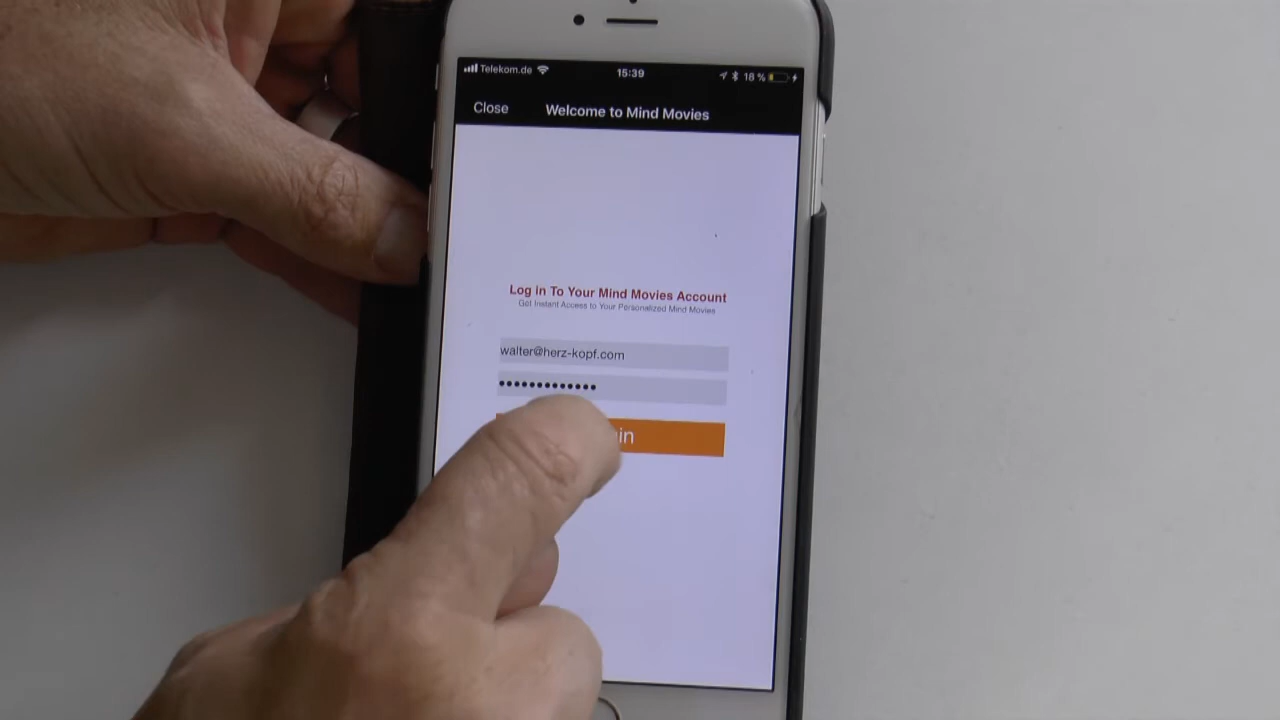 Telekom.de 15:39 18 %
Close Welcome to Mind Movies
Log in To Your Mind Movies Account
Get Instant Access to Your Personalized Mind Movies
walter@herz-kopf.com
•••••••••••••
in